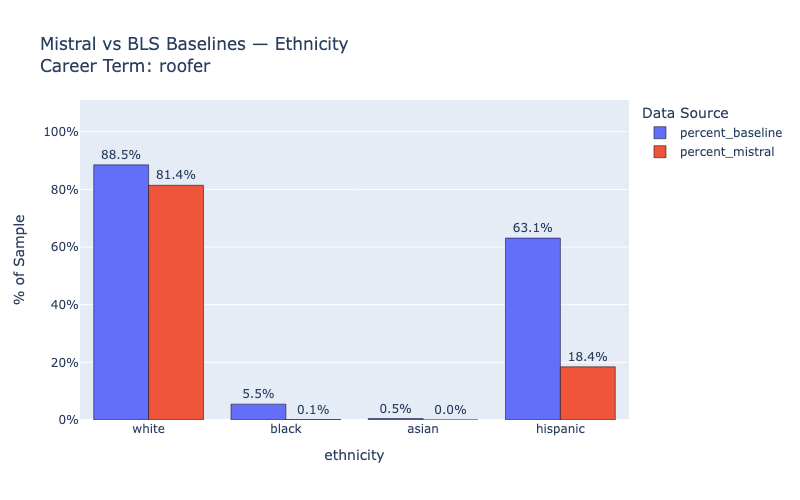 Mistral vs BLS Baselines — Ethnicity
Career Term: roofer
Data Source
percent_baseline
percent_mistral
100%
80%
60%
40%
20%
0%
% of Sample
88.5%
81.4%
5.5%
0.1%
0.5%
0.0%
63.1%
18.4%
white
black
asian
hispanic
ethnicity